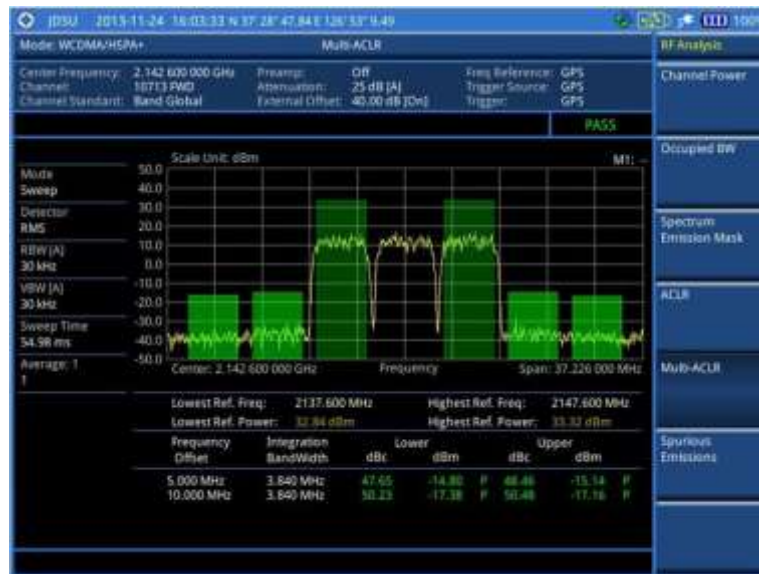 JDSU 2015-11-24 16:03:33 N 37° 28' 47.84 E 126° 53' 9.49 100%
Mode: WCDMA/HSPA+ Multi-ACLR RF Analysis
Center Frequency: 2.142 600 000 GHz Preamp: Off Freq Reference: GPS
Channel: 10713 FWD Attenuation: 25 dB [A] Trigger Source: GPS
Channel Standard: Band Global External Offset: 40.00 dB [On] Trigger: GPS
Channel Power
PASS
Scale Unit: dBm M1: --
Occupied BW
Mode
Sweep
Detector
RMS
RBW [A]
30 kHz
VBW [A]
30 kHz
Sweep Time
54.98 ms
Average: 1
1
50.0
40.0
30.0
20.0
10.0
0.0
-10.0
-20.0
-30.0
-40.0
-50.0
Spectrum
Emission Mask
ACLR
Center: 2.142 600 000 GHz Frequency Span: 37.226 000 MHz
Multi-ACLR
Lowest Ref. Freq: 2137.600 MHz Highest Ref. Freq: 2147.600 MHz
Lowest Ref. Power: 32.84 dBm Highest Ref. Power: 33.32 dBm
Frequency Integration Lower Upper
Offset BandWidth dBc dBm dBc dBm
5.000 MHz 3.840 MHz 47.65 -14.80 P 48.46 -15.14 P
10.000 MHz 3.840 MHz 50.23 -17.38 P 50.48 -17.16 P
Spurious
Emissions